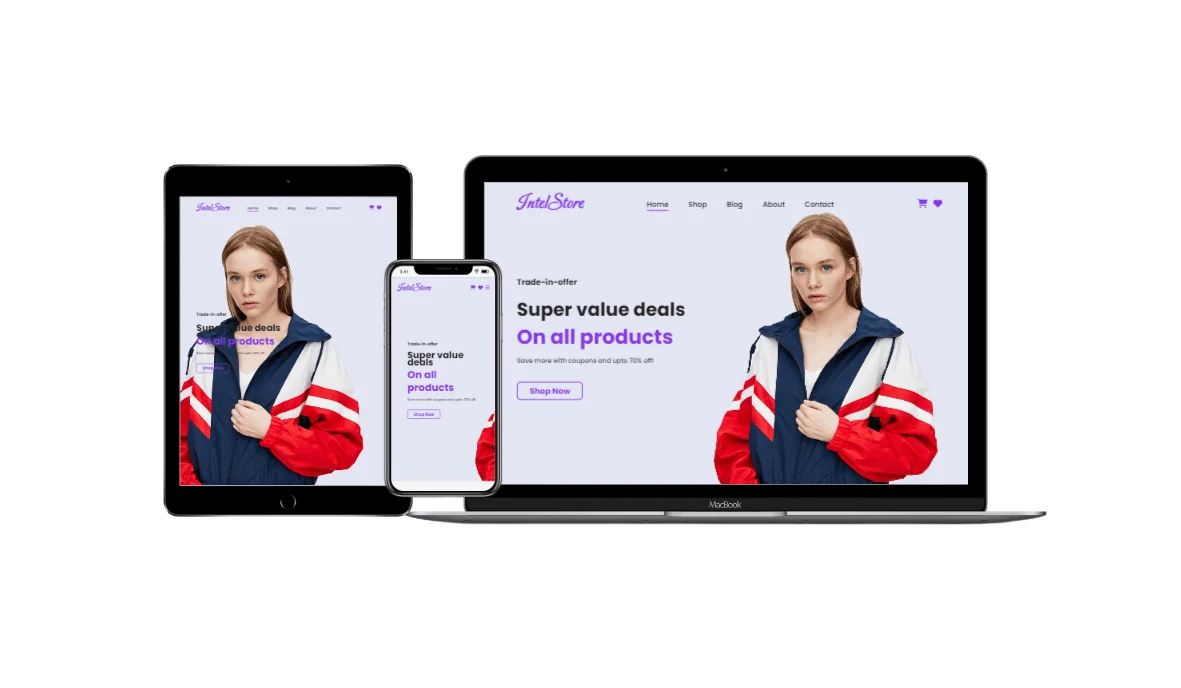 IntelStore
Home Shop Blog About Contact
Trade-in-offer
Super value deals
On all products
Save more with coupons and upto 70% off!
Shop Now
9:41
IntelStore
Trade-in-offer
Super value
deals
On all
products
Save more with coupons and upto 70% off!
Shop Now
IntelStore
Home Shop Blog About Contact
Trade-in-offer
Super value deals
On all products
Save more with coupons and upto 70% off!
Shop Now
MacBook